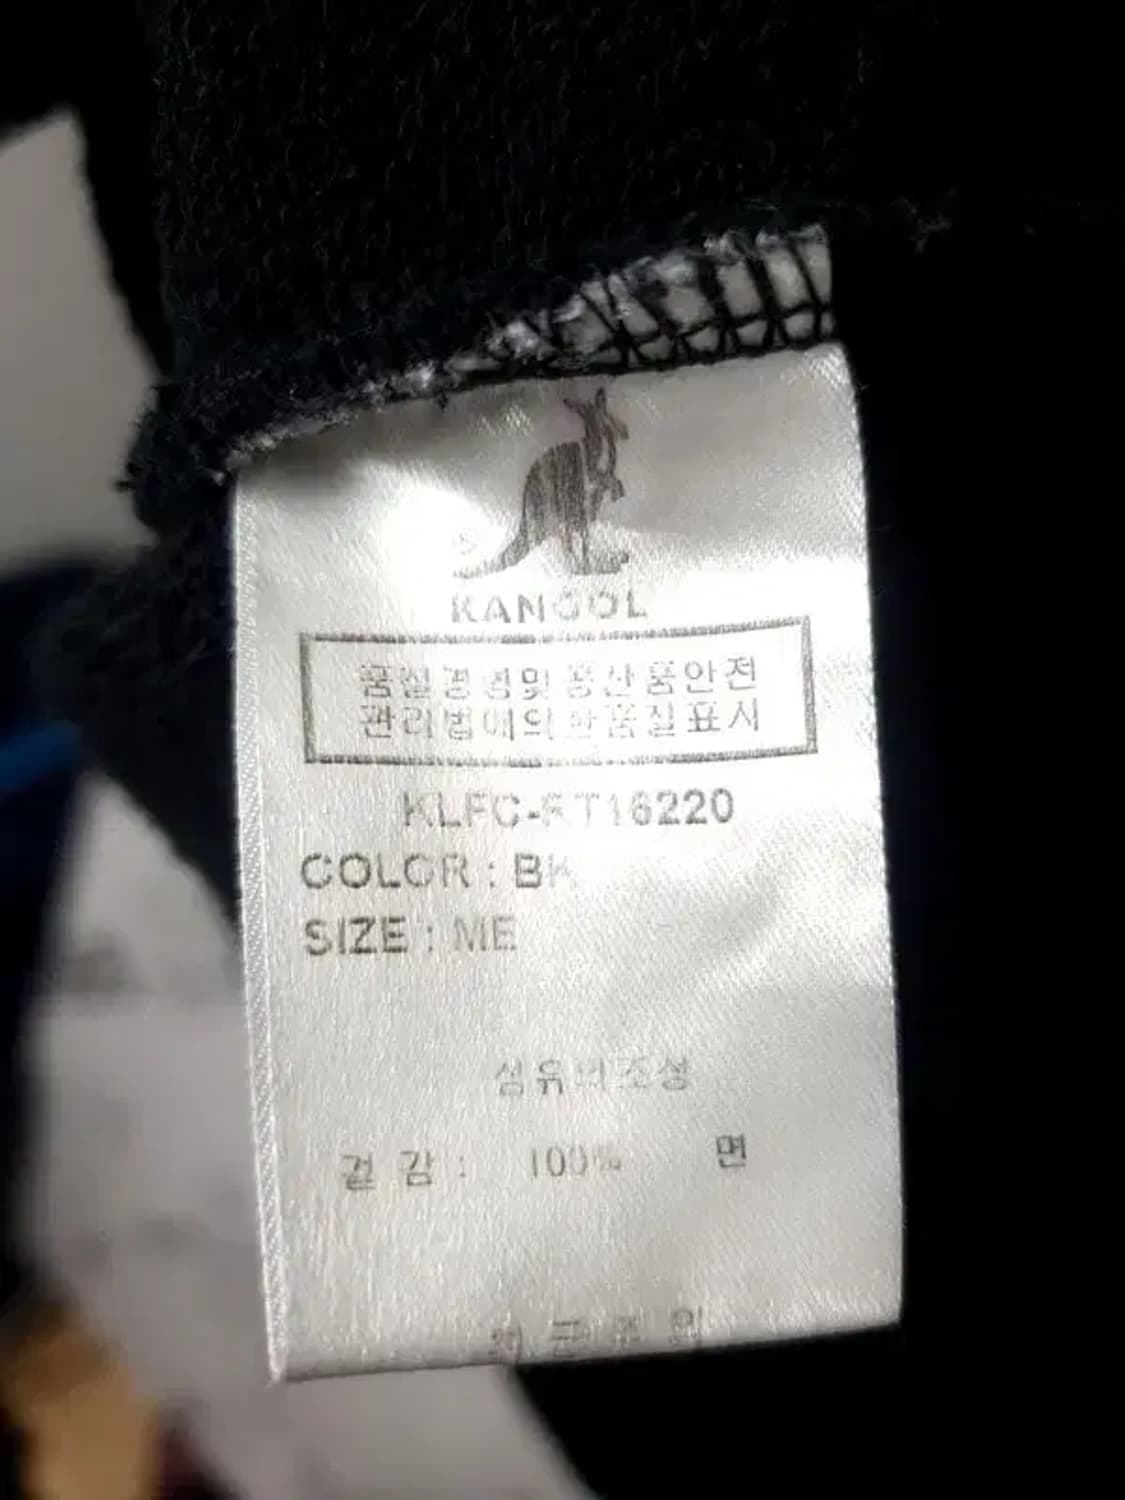 KANGOL
품질경영및공산품안전
관리법에의한품질표시
KLFC-RT16220
COLOR : BK
SIZE : ME
섬유의조성
겉 감 : 100% 면